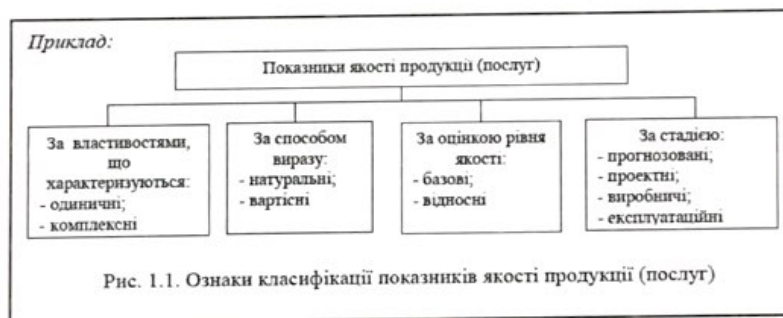 Приклад:
Показники якості продукції (послуг)
За властивостями,
що
характеризуються:
- одиничні;
- комплексні
За способом
виразу:
- натуральні;
- вартісні
За оцінкою рівня
якості:
- базові;
- відносні
За стадією:
- прогнозовані;
- проектні;
- виробничі;
- експлуатаційні
Рис. 1.1. Ознаки класифікації показників якості продукції (послуг)